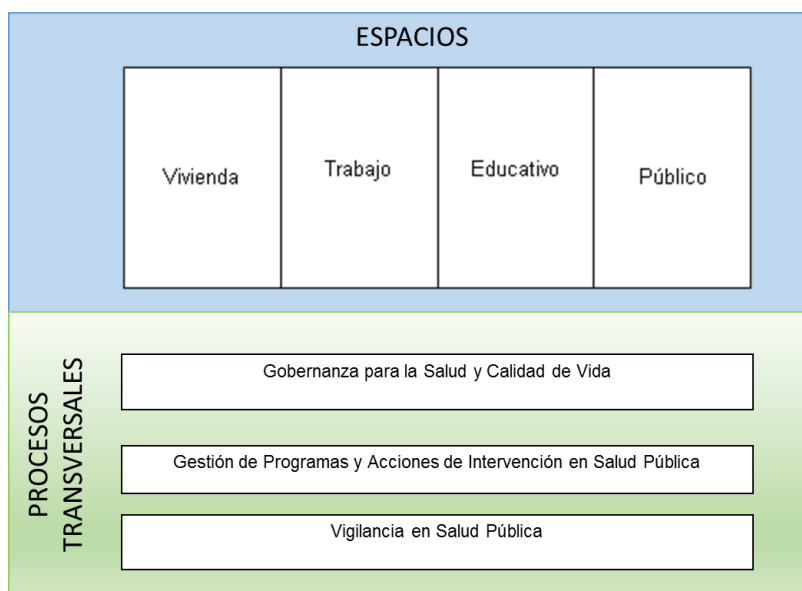 ESPACIOS
Vivienda
Trabajo
Educativo
Público
PROCESOS
TRANSVERSALES
Gobernanza para la Salud y Calidad de Vida
Gestión de Programas y Acciones de Intervención en Salud Pública
Vigilancia en Salud Pública